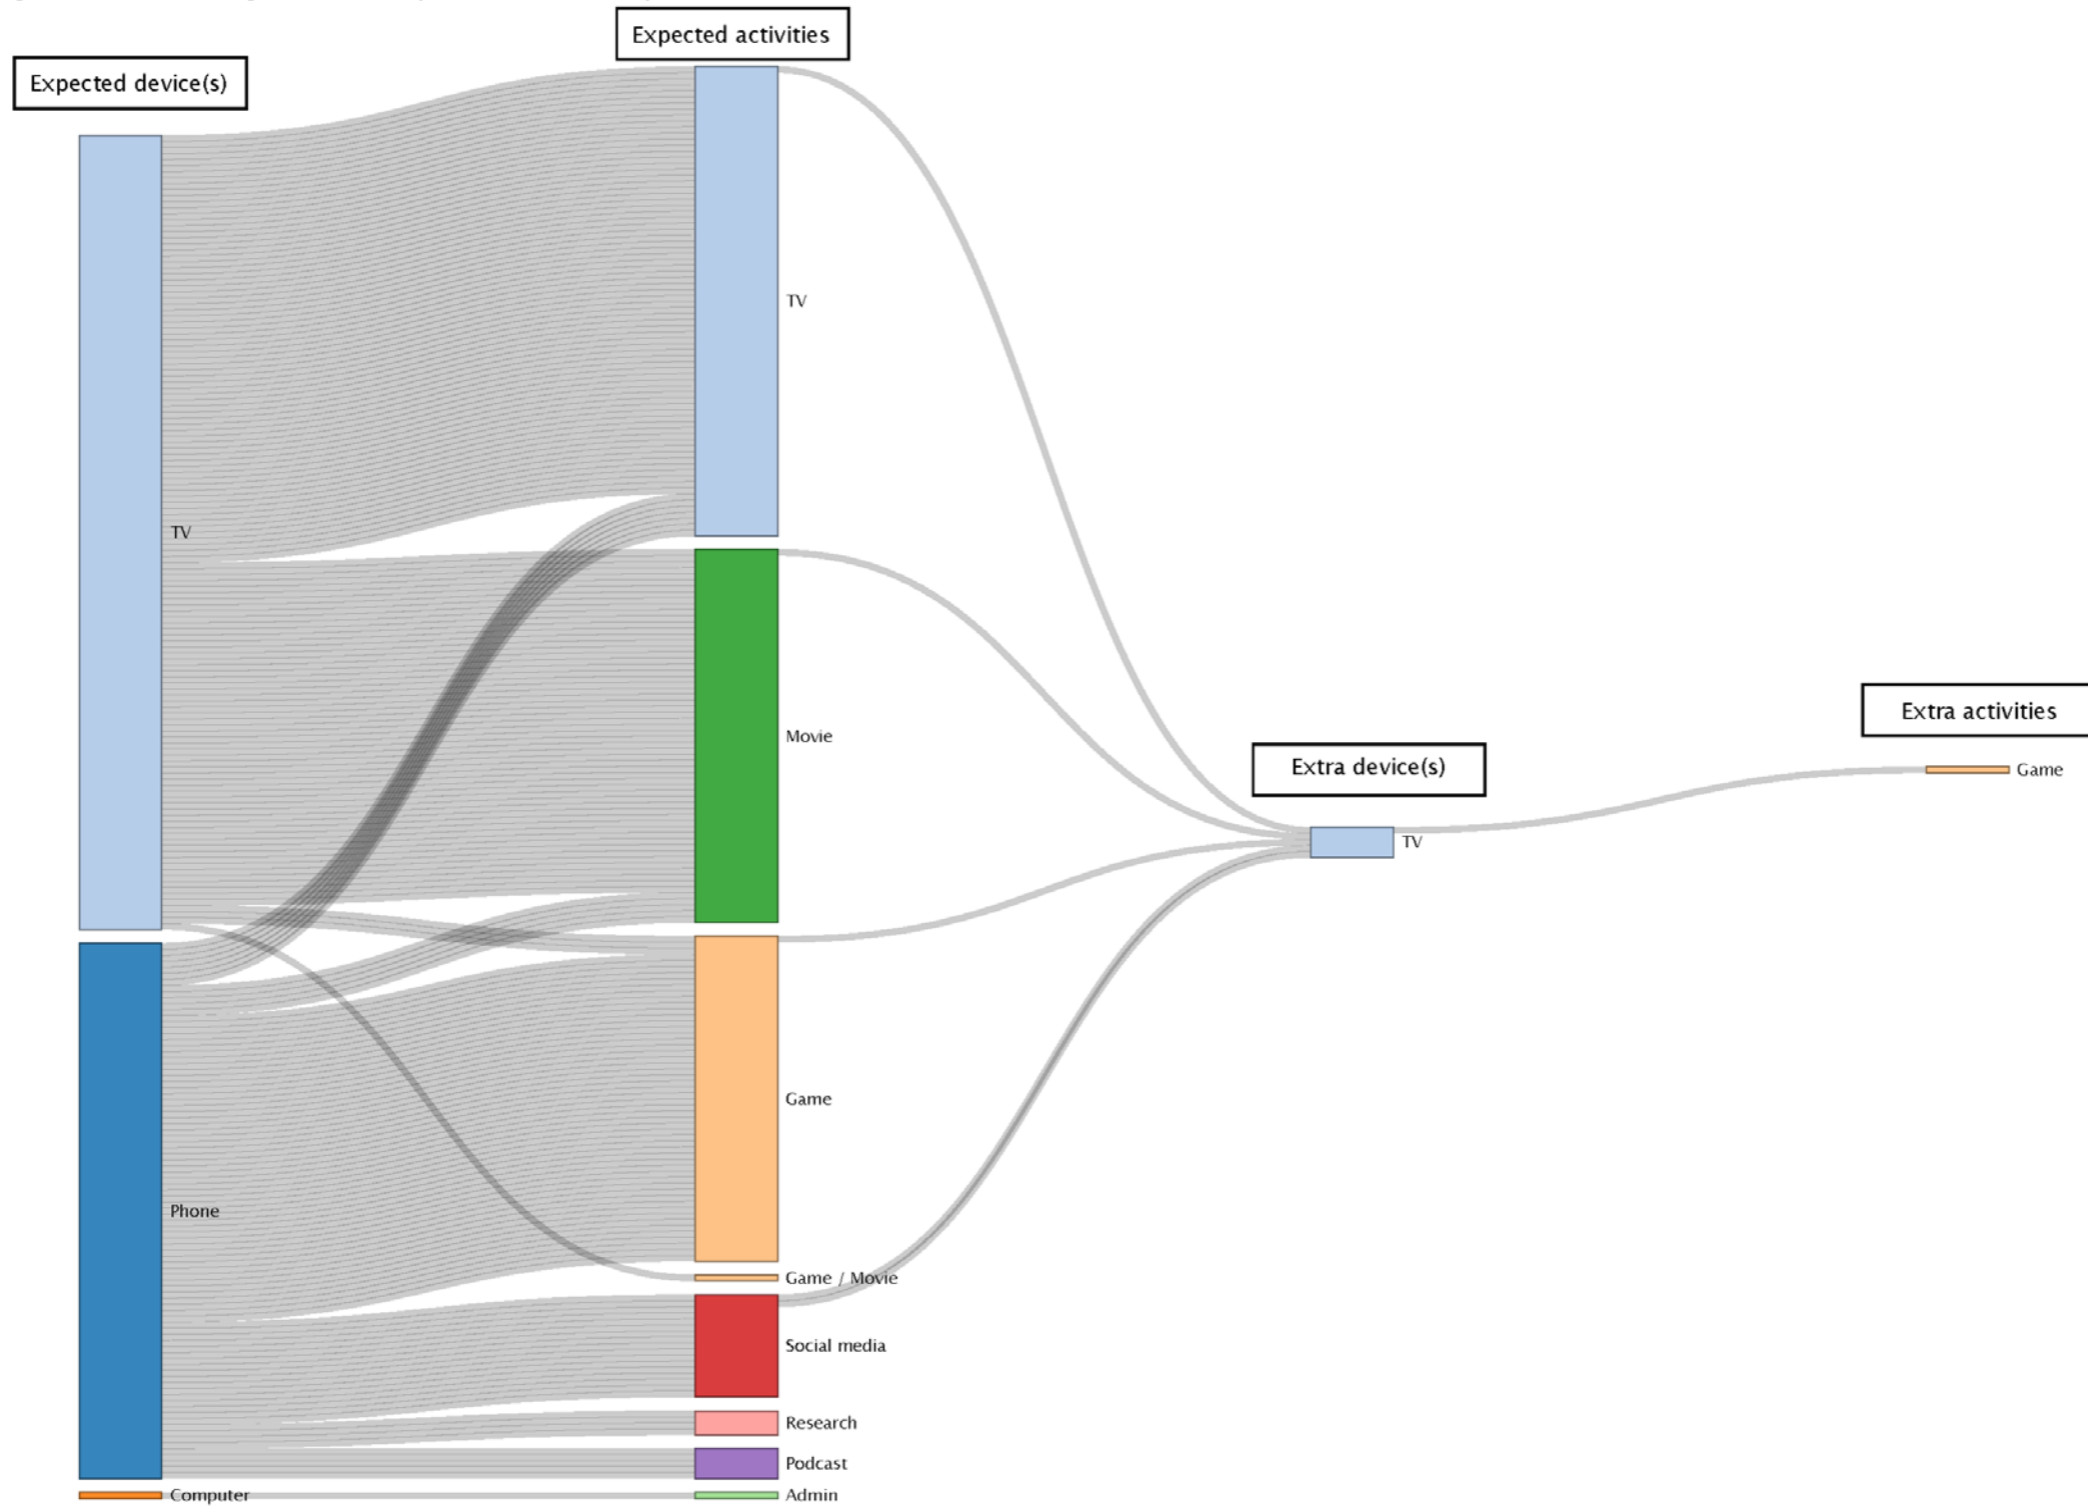 Expected device(s)
Expected activities
TV
TV
Movie
Extra device(s)
TV
Extra activities
Game
Phone
Game
Game / Movie
Social media
Research
Podcast
Computer
Admin